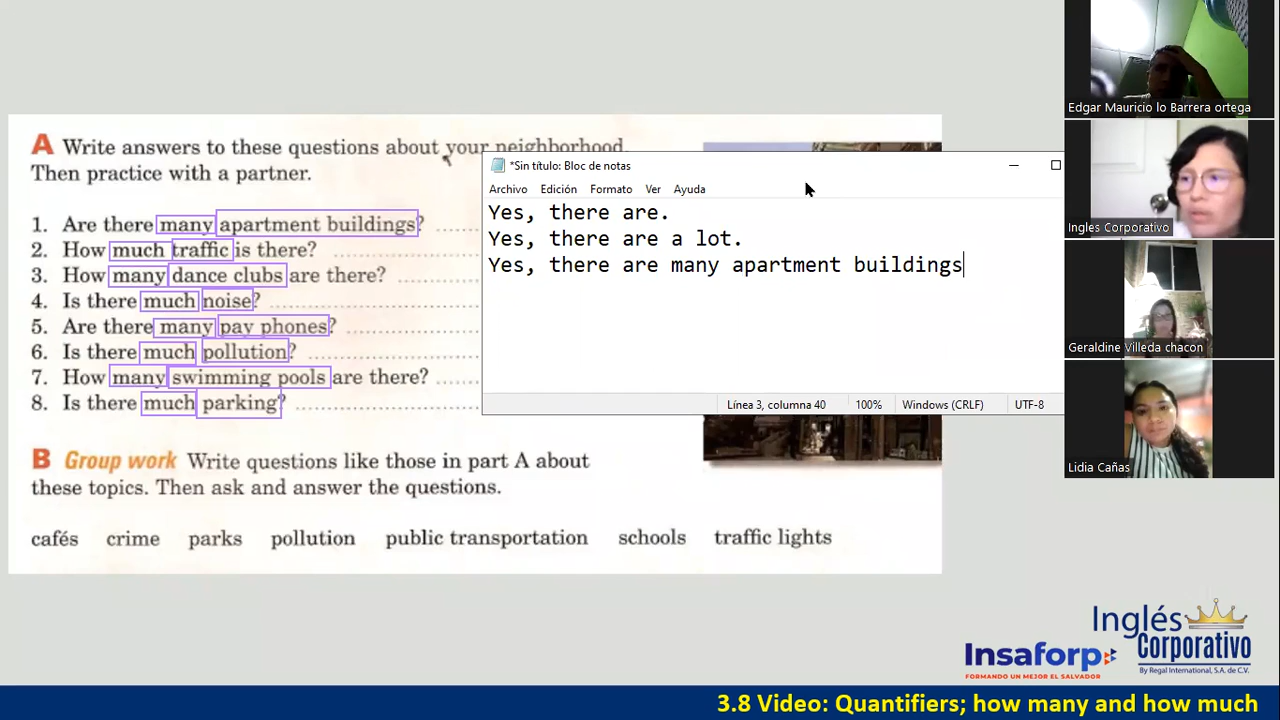 A Write answers to these questions about your neighborhood.
Then practice with a partner.
1. Are there many apartment buildings? ........
2. How much traffic is there? ........................
3. How many dance clubs are there? ..............
4. Is there much noise? ................................
5. Are there many pay phones? ....................
6. Is there much pollution? ..........................
7. How many swimming pools are there? ......
8. Is there much parking? ............................
B Group work Write questions like those in part A about
these topics. Then ask and answer the questions.
cafés crime parks pollution public transportation schools traffic lights
*Sin título: Bloc de notas
Archivo Edición Formato Ver Ayuda
Yes, there are.
Yes, there are a lot.
Yes, there are many apartment buildings
Línea 3, columna 40 100% Windows (CRLF) UTF-8
Edgar Mauricio lo Barrera ortega
Ingles Corporativo
Geraldine Villeda chacon
Lidia Cañas
Inglés
Corporativo
By Regal International, S.A. de C.V.
Insaforp
FORMANDO UN MEJOR EL SALVADOR
3.8 Video: Quantifiers; how many and how much